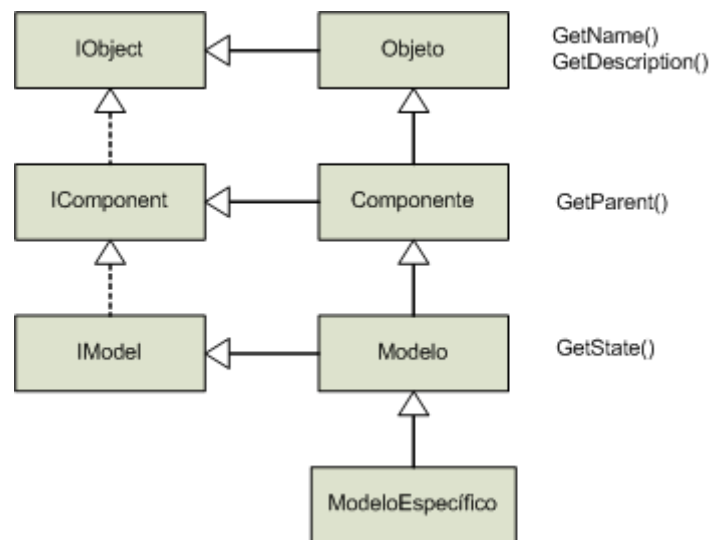 IObject
Objeto
GetName()
GetDescription()
IComponent
Componente
GetParent()
IModel
Modelo
GetState()
ModeloEspecífico